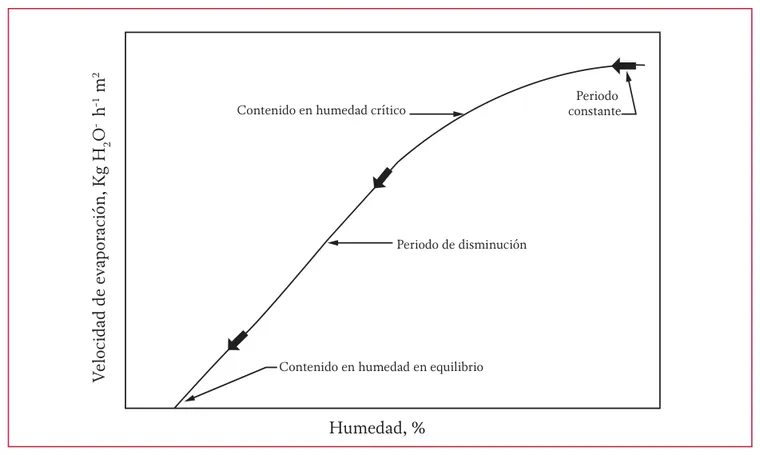 Velocidad de evaporación, Kg H₂O⁻ h⁻¹ m²
Contenido en humedad crítico
Periodo
constante
Periodo de disminución
Contenido en humedad en equilibrio
Humedad, %